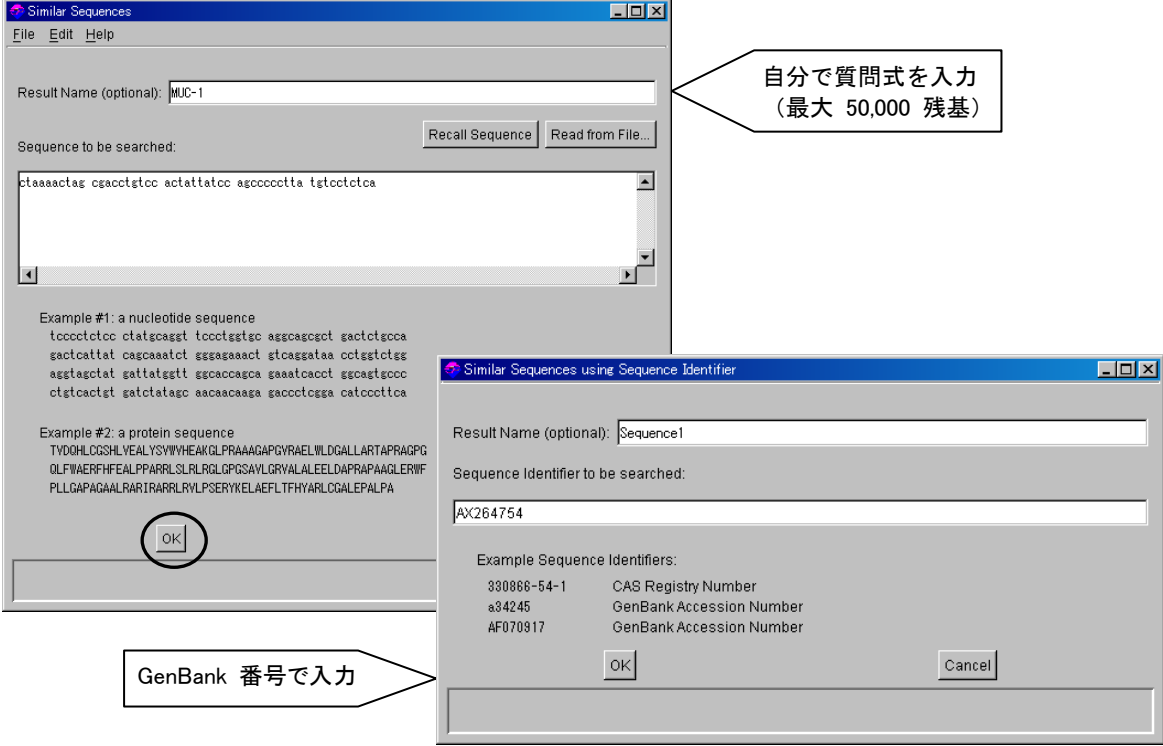 Similar Sequences
File Edit Help
Result Name (optional): MUC-1
自分で質問式を入力
(最大 50,000 残基)
Recall Sequence Read from File...
Sequence to be searched:
ctaaaactag cgacctgtcc actattatcc agccccctta tgtcctctca
Example #1: a nucleotide sequence
tcccctctcc ctatgcaggt tccctggtgc aggcagcgct gactctgcca
gactcattat cagcaaatct gggagaaact gtcaggataa cctggtctgg
aggtagctat gattatggtt ggcaccagca gaaatcacct ggcagtgccc
ctgtcactgt gatctatagc aacaacaaga gaccctcgga catcccttca
Example #2: a protein sequence
TVDQHLCGSHLVEALYSVWVHEAKGLPRAAAGAPGVRAELWLDGALLARTAPRAGPG
QLFWAERFHFEALPPARRLSLRLRGLGPGSAVLGRVALALEELDAPRAPAAGLERWF
PLLGAPAGAALRARIRARRLRVLPSERYKELAEFLTFHYARLCGALEPALPA
OK
Similar Sequences using Sequence Identifier
Result Name (optional): Sequence1
Sequence Identifier to be searched:
AX264754
Example Sequence Identifiers:
330866-54-1 CAS Registry Number
a34245 GenBank Accession Number
AF070917 GenBank Accession Number
OK Cancel
GenBank 番号で入力